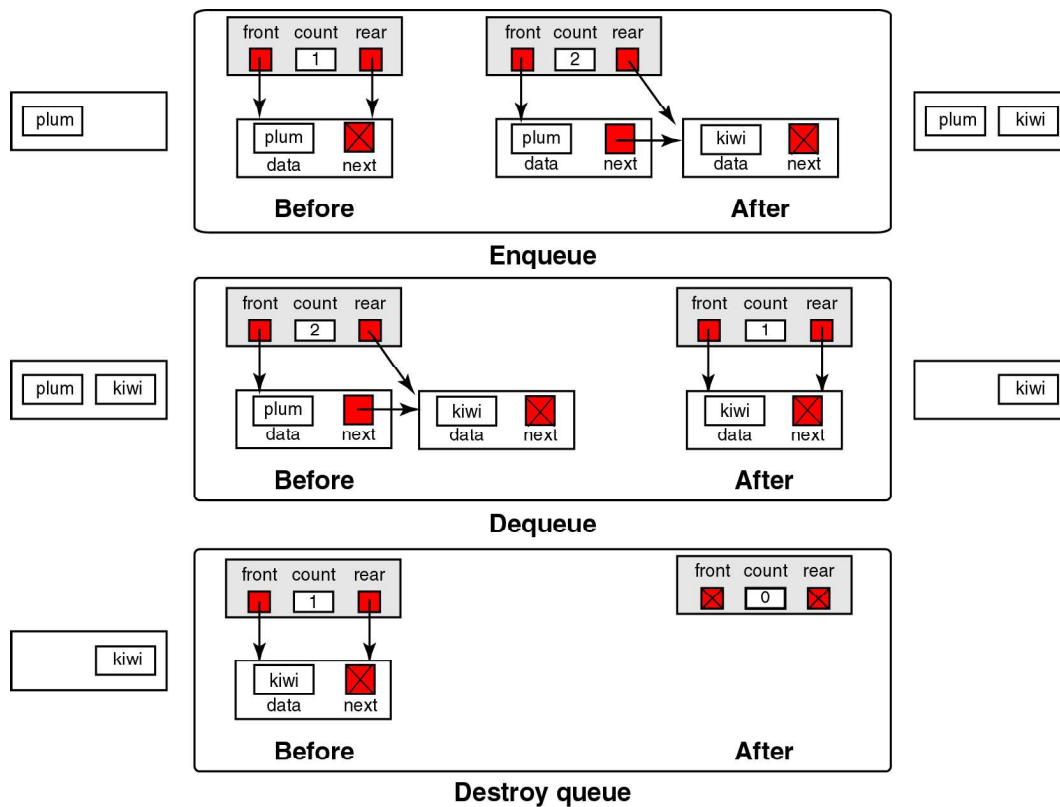 front count rear
1
front count rear
2
plum
plum
data next
plum
data next
kiwi
data next
plum kiwi
Before
After
Enqueue
front count rear
2
front count rear
1
plum kiwi
plum
data next
kiwi
data next
kiwi
data next
kiwi
Before
After
Dequeue
front count rear
1
front count rear
0
kiwi
kiwi
data next
Before
After
Destroy queue